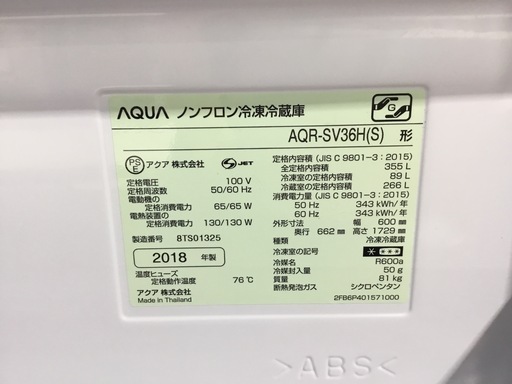 AQUA ノンフロン冷凍冷蔵庫
G
AQR-SV36H(S) 形
PS
E
アクア 株式会社
S JET
定格電圧 100 V
定格周波数 50/60 Hz
電動機の
定格消費電力 65/65 W
電熱装置の
定格消費電力 130/130 W
製造番号 8TS01325
2018 年製
温度ヒューズ
定格動作温度 76℃
アクア 株式会社
Made in Thailand
定格内容積 (JIS C 9801-3 : 2015)
全定格内容積 355 L
冷凍室の定格内容積 89 L
冷蔵室の定格内容積 266 L
消費電力量 (JIS C 9801-3 : 2015)
50 Hz 343 kWh/年
60 Hz 343 kWh/年
外形寸法 幅 600 mm
奥行 662 mm 高さ 1729 mm
種類 冷凍冷蔵庫
冷凍室の記号
冷媒名 R600a
冷媒封入量 50 g
質量 81 kg
断熱発泡ガス シクロペンタン
2FB6P401571000
>ABS<